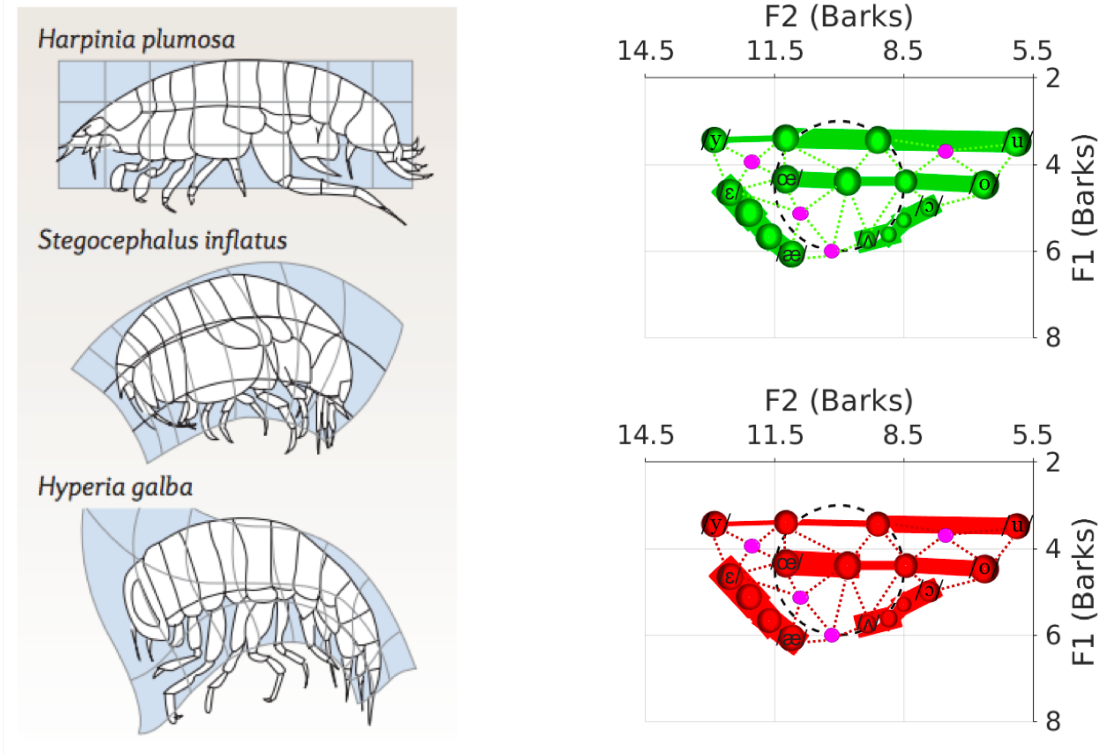 Harpinia plumosa
Stegocephalus inflatus
Hyperia galba
F2 (Barks)
14.5 11.5 8.5 5.5
2
4
6
8
F1 (Barks)
/y/
/u/
/œ/
/o/
/ɛ/
/ɔ/
/ʌ/
/æ/
F2 (Barks)
14.5 11.5 8.5 5.5
2
4
6
8
F1 (Barks)
/y/
/u/
/œ/
/o/
/ɛ/
/ɔ/
/ʌ/
/æ/